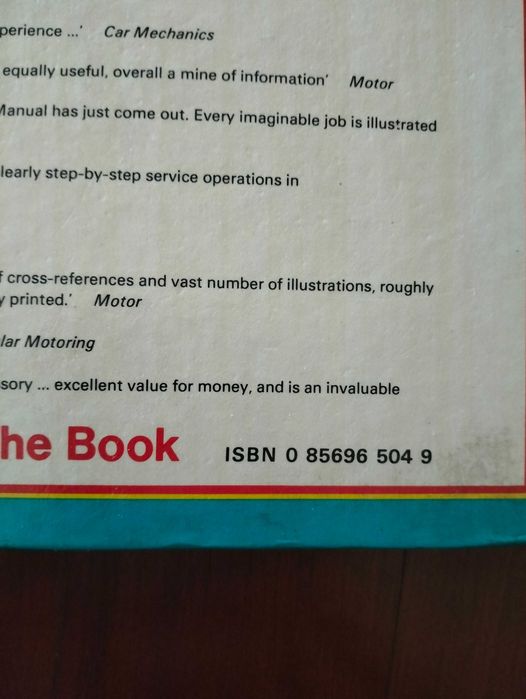 perience ...' Car Mechanics
equally useful, overall a mine of information' Motor
Manual has just come out. Every imaginable job is illustrated
learly step-by-step service operations in
f cross-references and vast number of illustrations, roughly
y printed.' Motor
lar Motoring
sory ... excellent value for money, and is an invaluable
he Book ISBN 0 85696 504 9